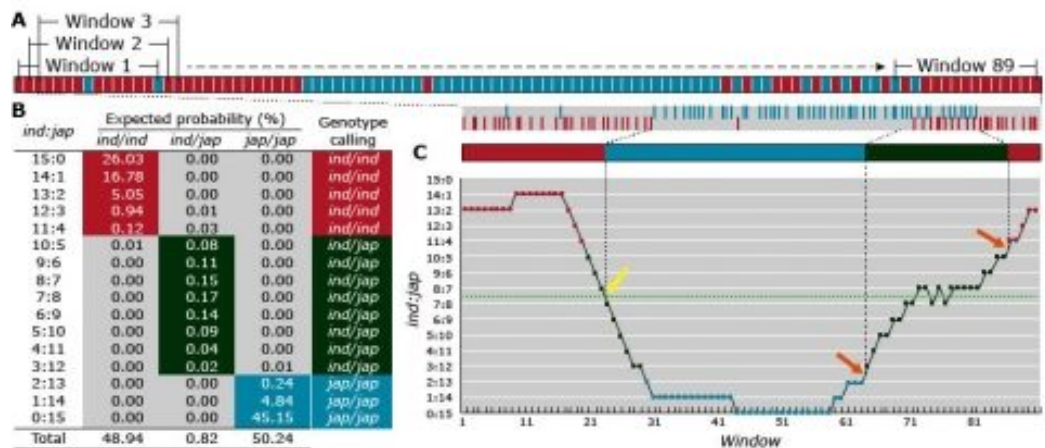 A
Window 3
Window 2
Window 1
Window 89
B
ind:jap Expected probability (%) Genotype calling
ind/ind ind/jap jap/jap
15:0 26.03 0.00 0.00 ind/ind
14:1 16.78 0.00 0.00 ind/ind
13:2 5.05 0.00 0.00 ind/ind
12:3 0.94 0.01 0.00 ind/ind
11:4 0.12 0.03 0.00 ind/ind
10:5 0.01 0.08 0.00 ind/jap
9:6 0.00 0.11 0.00 ind/jap
8:7 0.00 0.15 0.00 ind/jap
7:8 0.00 0.17 0.00 ind/jap
6:9 0.00 0.14 0.00 ind/jap
5:10 0.00 0.09 0.00 ind/jap
4:11 0.00 0.04 0.00 ind/jap
3:12 0.00 0.02 0.01 ind/jap
2:13 0.00 0.00 0.24 jap/jap
1:14 0.00 0.00 4.84 jap/jap
0:15 0.00 0.00 45.15 jap/jap
Total 48.94 0.82 50.24
C
ind:jap
15:0
14:1
13:2
12:3
11:4
10:5
9:6
8:7
7:8
6:9
5:10
4:11
3:12
2:13
1:14
0:15
1 11 21 31 41 51 61 71 81
Window